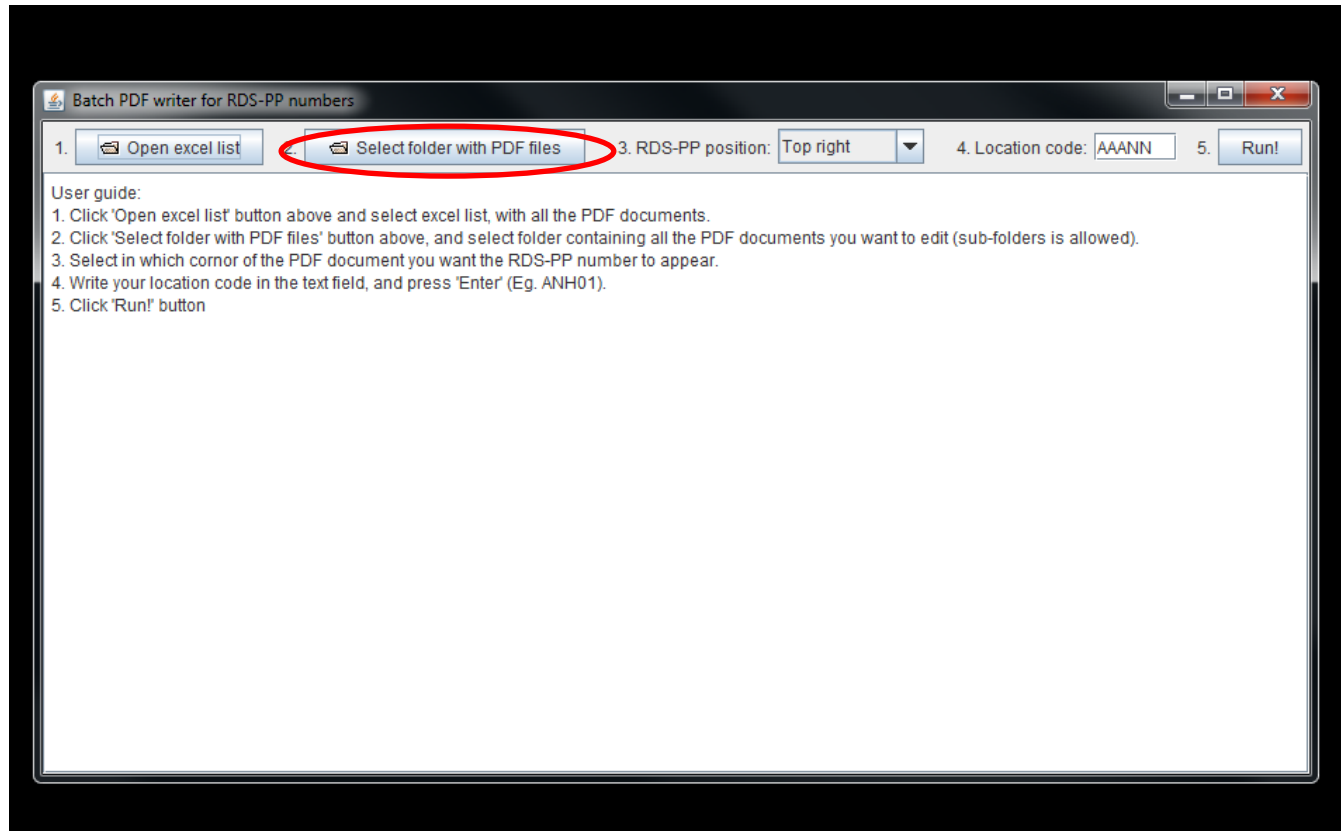 Batch PDF writer for RDS-PP numbers
1. Open excel list 2. Select folder with PDF files 3. RDS-PP position: Top right 4. Location code: AAANN 5. Run!
User guide:
1. Click 'Open excel list' button above and select excel list, with all the PDF documents.
2. Click 'Select folder with PDF files' button above, and select folder containing all the PDF documents you want to edit (sub-folders is allowed).
3. Select in which cornor of the PDF document you want the RDS-PP number to appear.
4. Write your location code in the text field, and press 'Enter' (Eg. ANH01).
5. Click 'Run!' button